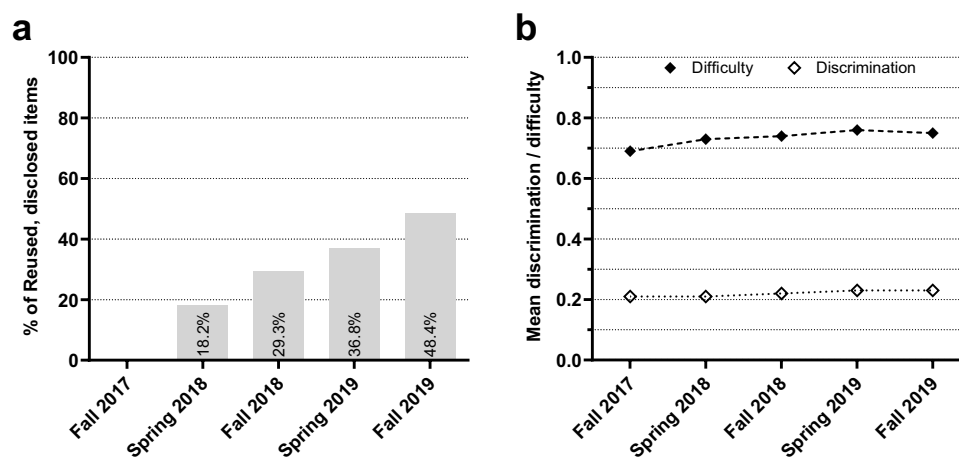 a
% of Reused, disclosed items
100
80
60
40
20
0
18.2%
29.3%
36.8%
48.4%
Fall 2017
Spring 2018
Fall 2018
Spring 2019
Fall 2019
b
Mean discrimination / difficulty
1.0
0.8
0.6
0.4
0.2
0.0
Difficulty
Discrimination
Fall 2017
Spring 2018
Fall 2018
Spring 2019
Fall 2019